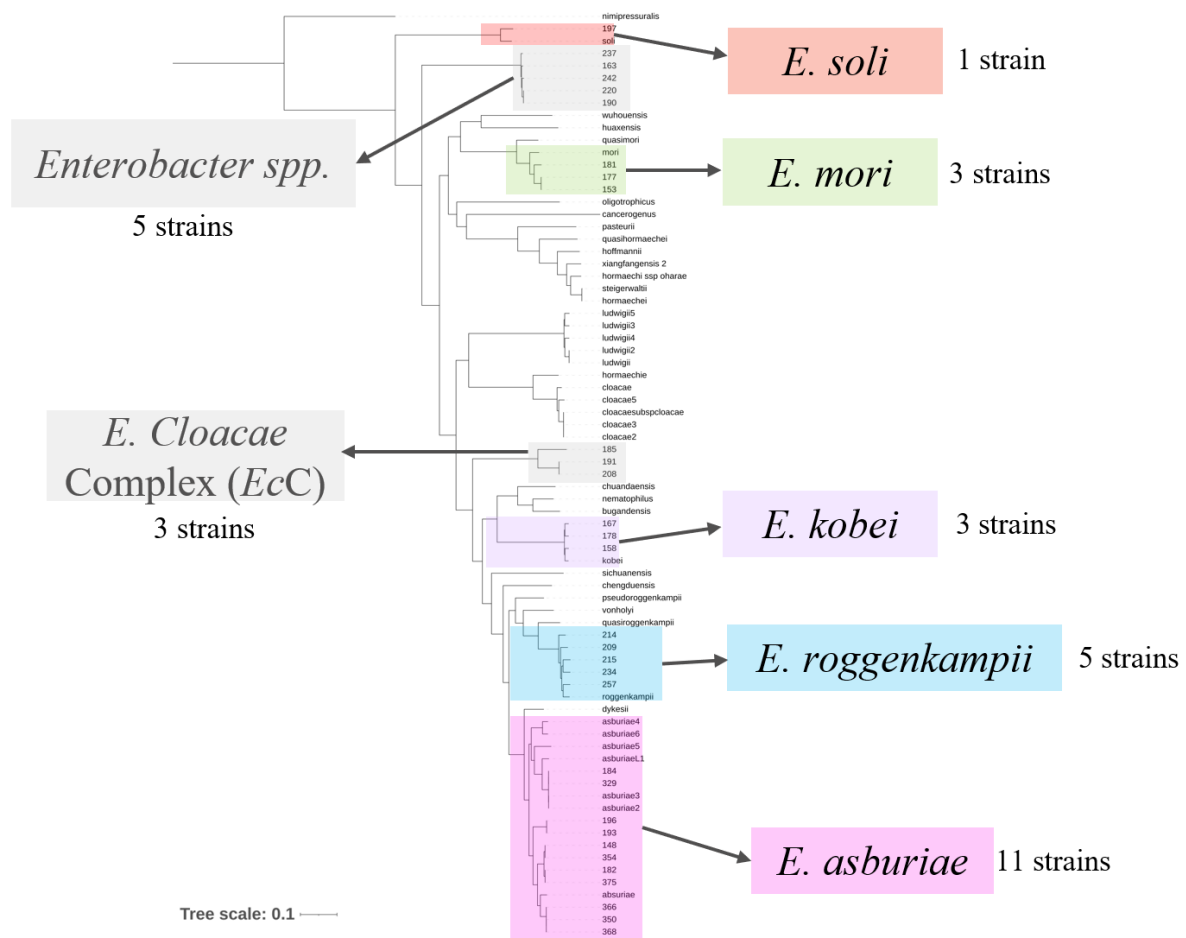 nimipressuralis
197
soli
237
163
242
220
190
wuhouensis
huaxensis
quasimori
mori
181
177
153
oligotrophicus
cancerogenus
pasteurii
quasihormaechei
hoffmannii
xiangfangensis 2
hormaechi ssp oharae
steigerwaltii
hormaechei
ludwigii5
ludwigii3
ludwigii4
ludwigii2
ludwigii
hormaechie
cloacae
cloacae5
cloacaesubspcloacae
cloacae3
cloacae2
185
191
208
chuandaensis
nematophilus
bugandensis
167
178
158
kobei
sichuanensis
chengduensis
pseudoroggenkampii
vonholyi
quasiroggenkampii
214
209
215
234
257
roggenkampii
dykesii
asburiae4
asburiae6
asburiae5
asburiaeL1
184
329
asburiae3
asburiae2
196
193
148
354
182
375
absuriae
366
350
368
E. soli
1 strain
Enterobacter spp.
5 strains
E. mori
3 strains
E. Cloacae
Complex (EcC)
3 strains
E. kobei
3 strains
E. roggenkampii
5 strains
E. asburiae
11 strains
Tree scale: 0.1